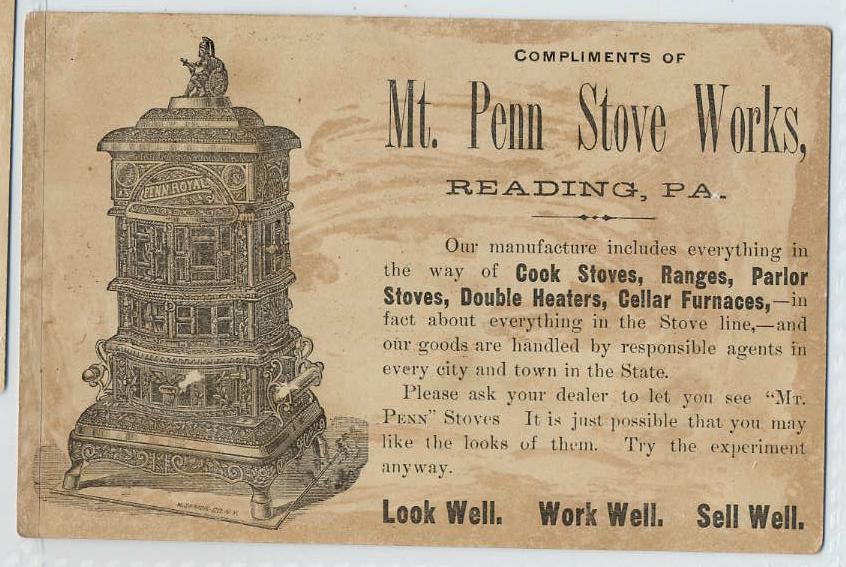 COMPLIMENTS OF
Mt. Penn Stove Works,
READING, PA.
Our manufacture includes everything in
the way of Cook Stoves, Ranges, Parlor
Stoves, Double Heaters, Cellar Furnaces,—in
fact about everything in the Stove line,—and
our goods are handled by responsible agents in
every city and town in the State.
Please ask your dealer to let you see "MT.
PENN" Stoves It is just possible that you may
like the looks of them. Try the experiment
anyway.
Look Well. Work Well. Sell Well.
PENN ROYAL